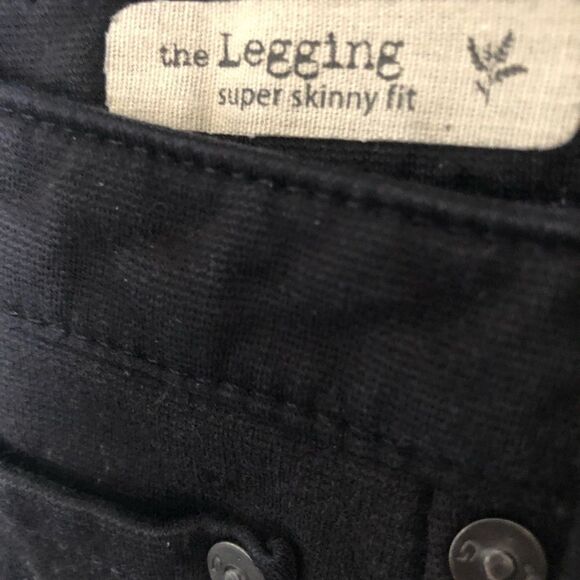 the Legging
super skinny fit